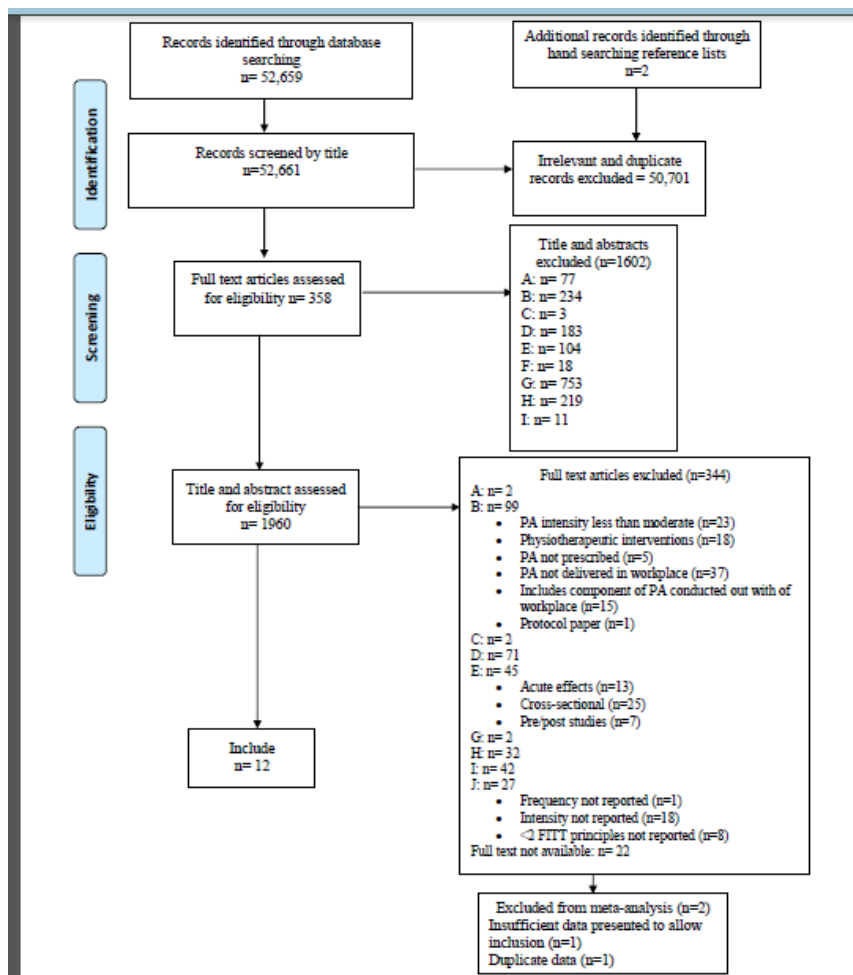 Records identified through database
searching
n= 52,659
Additional records identified through
hand searching reference lists
n=2
Identification
Records screened by title
n=52,661
Irrelevant and duplicate
records excluded = 50,701
Screening
Full text articles assessed
for eligibility n= 358
Title and abstracts
excluded (n=1602)
A: n= 77
B: n= 234
C: n= 3
D: n= 183
E: n= 104
F: n= 18
G: n= 753
H: n= 219
I: n= 11
Eligibility
Title and abstract assessed
for eligibility
n= 1960
Full text articles excluded (n=344)
A: n= 2
B: n= 99
• PA intensity less than moderate (n=23)
• Physiotherapeutic interventions (n=18)
• PA not prescribed (n=5)
• PA not delivered in workplace (n=37)
• Includes component of PA conducted out with of
workplace (n=15)
• Protocol paper (n=1)
C: n= 2
D: n= 71
E: n= 45
• Acute effects (n=13)
• Cross-sectional (n=25)
• Pre/post studies (n=7)
G: n= 2
H: n= 32
I: n= 42
J: n= 27
• Frequency not reported (n=1)
• Intensity not reported (n=18)
• <2 FITT principles not reported (n=8)
Full text not available: n= 22
Include
n= 12
Excluded from meta-analysis (n=2)
Insufficient data presented to allow
inclusion (n=1)
Duplicate data (n=1)